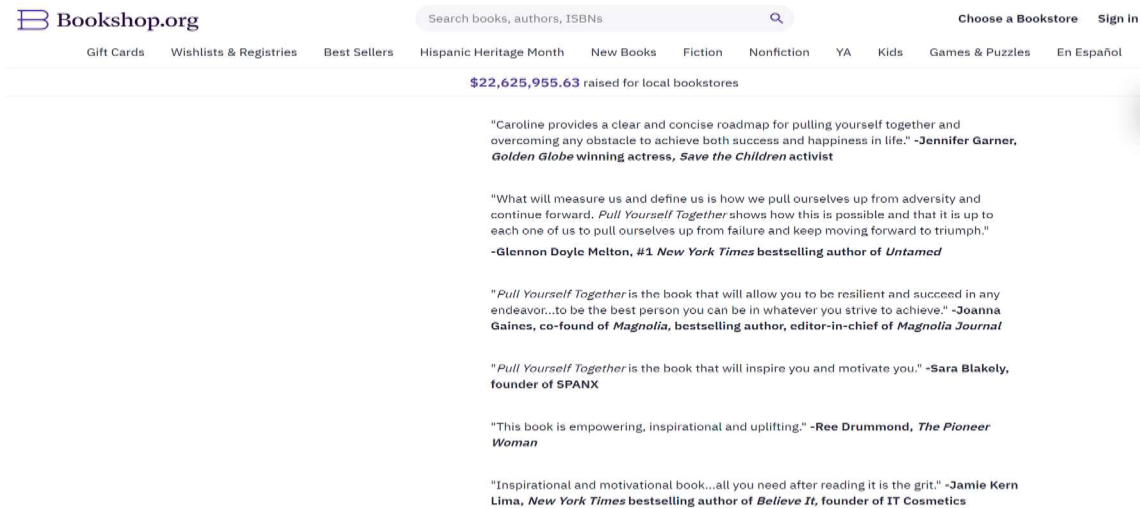 Bookshop.org
Search books, authors, ISBNs
Choose a Bookstore
Sign in
Gift Cards
Wishlists & Registries
Best Sellers
Hispanic Heritage Month
New Books
Fiction
Nonfiction
YA
Kids
Games & Puzzles
En Español
$22,625,955.63 raised for local bookstores
"Caroline provides a clear and concise roadmap for pulling yourself together and
overcoming any obstacle to achieve both success and happiness in life." -Jennifer Garner,
Golden Globe winning actress, Save the Children activist
"What will measure us and define us is how we pull ourselves up from adversity and
continue forward. Pull Yourself Together shows how this is possible and that it is up to
each one of us to pull ourselves up from failure and keep moving forward to triumph."
-Glennon Doyle Melton, #1 New York Times bestselling author of Untamed
"Pull Yourself Together is the book that will allow you to be resilient and succeed in any
endeavor...to be the best person you can be in whatever you strive to achieve." -Joanna
Gaines, co-found of Magnolia, bestselling author, editor-in-chief of Magnolia Journal
"Pull Yourself Together is the book that will inspire you and motivate you." -Sara Blakely,
founder of SPANX
"This book is empowering, inspirational and uplifting." -Ree Drummond, The Pioneer
Woman
"Inspirational and motivational book...all you need after reading it is the grit." -Jamie Kern
Lima, New York Times bestselling author of Believe It, founder of IT Cosmetics